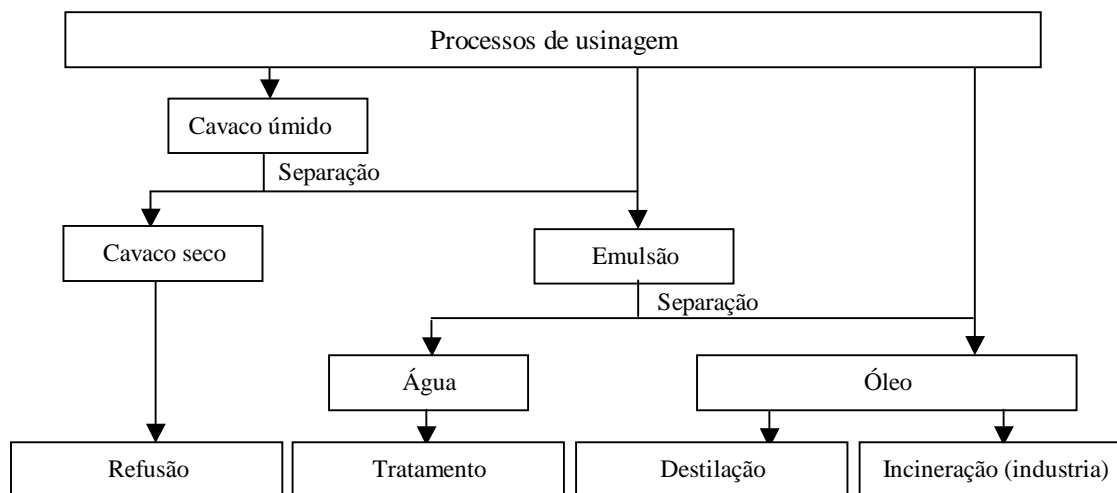 Processos de usinagem
Cavaco úmido
Separação
Cavaco seco
Emulsão
Separação
Água
Óleo
Refusão
Tratamento
Destilação
Incineração (industria)